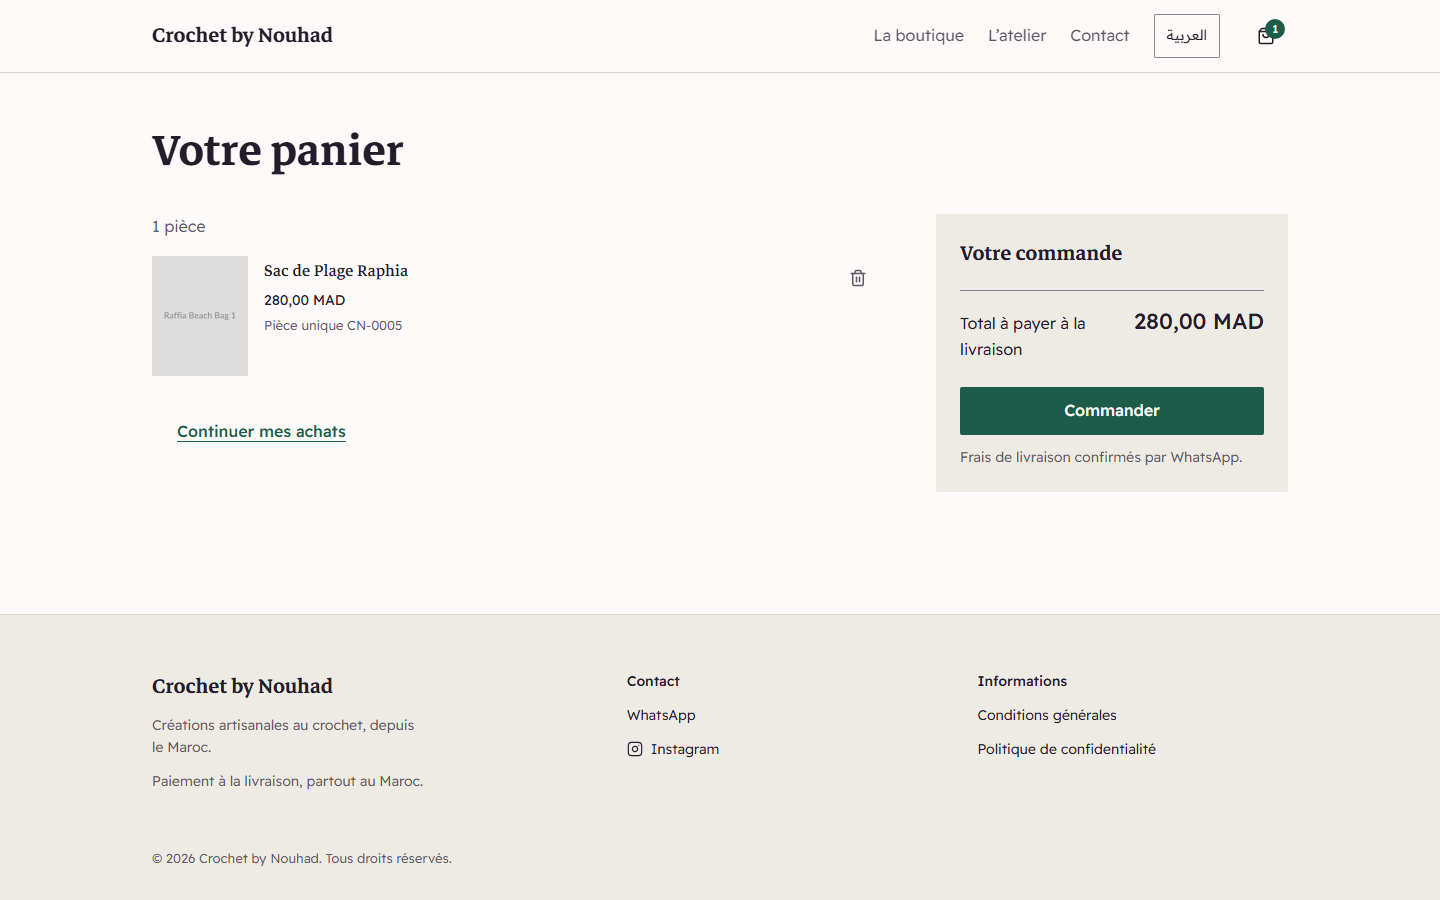 Crochet by Nouhad
La boutique
L’atelier
Contact
العربية
1
Votre panier
1 pièce
Raffia Beach Bag 1
Sac de Plage Raphia
280,00 MAD
Pièce unique CN-0005
Continuer mes achats
Votre commande
Total à payer à la
livraison
280,00 MAD
Commander
Frais de livraison confirmés par WhatsApp.
Crochet by Nouhad
Créations artisanales au crochet, depuis
le Maroc.
Paiement à la livraison, partout au Maroc.
Contact
WhatsApp
Instagram
Informations
Conditions générales
Politique de confidentialité
© 2026 Crochet by Nouhad. Tous droits réservés.